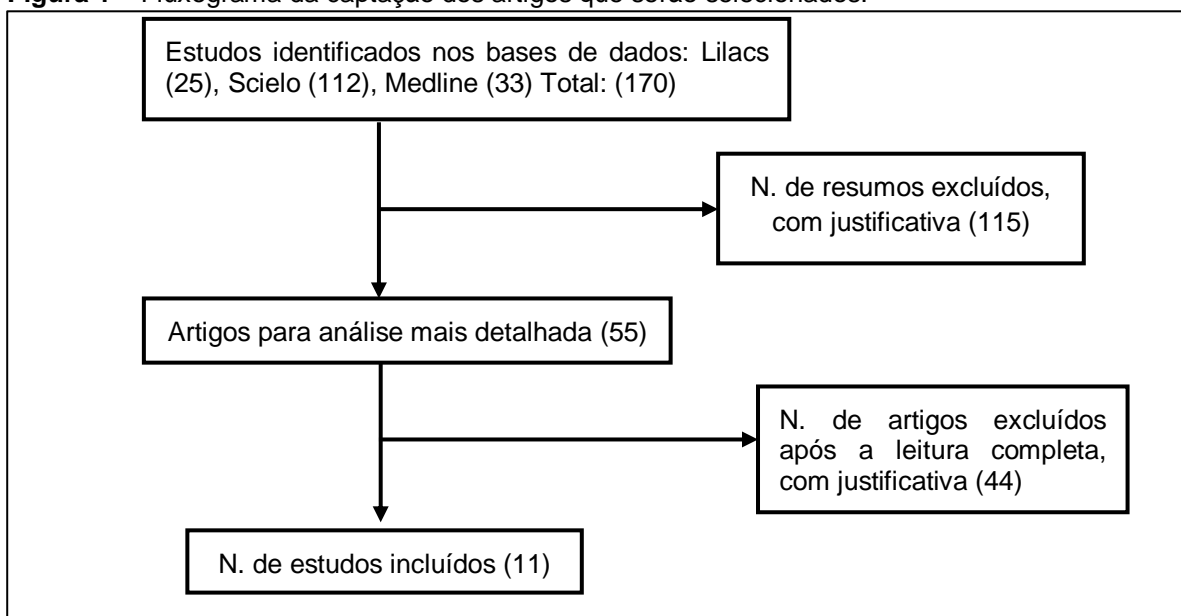 Estudos identificados nos bases de dados: Lilacs
(25), Scielo (112), Medline (33) Total: (170)
N. de resumos excluídos,
com justificativa (115)
Artigos para análise mais detalhada (55)
N. de artigos excluídos
após a leitura completa,
com justificativa (44)
N. de estudos incluídos (11)